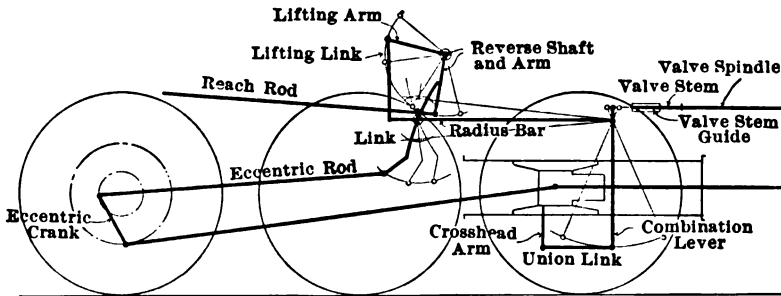 Lifting Arm
Lifting Link
Reverse Shaft
and Arm
Valve Spindle
Valve Stem
Reach Rod
Valve Stem
Guide
Link
Radius Bar
Eccentric Rod
Eccentric
Crank
Crosshead
Arm
Union Link
Combination
Lever